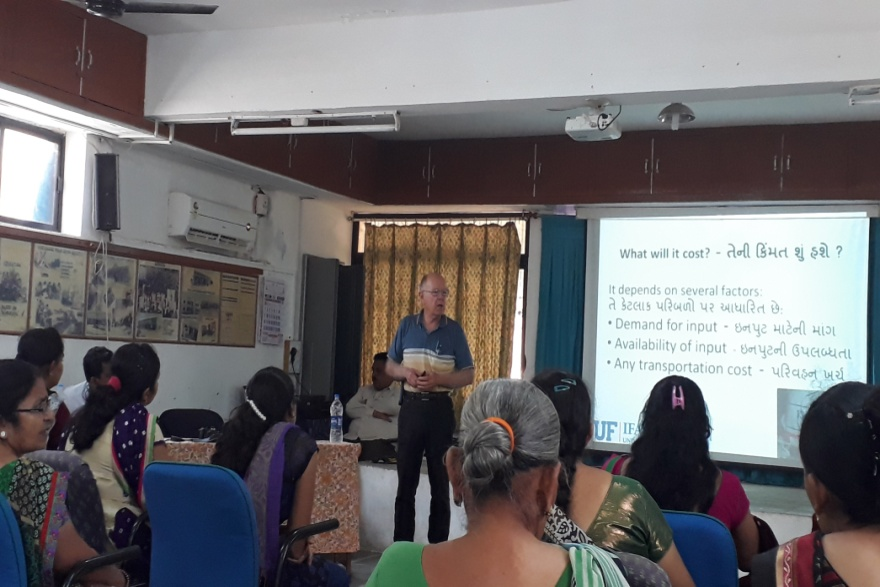 What will it cost? - તેની કિંમત શું હશે ?
It depends on several factors:
તે કેટલાક પરિબળો પર આધારિત છે:
• Demand for input - ઇનપુટ માટેની માગ
• Availability of input - ઇનપુટની ઉપલબ્ધતા
• Any transportation cost - પરિવહન ખર્ચ
UF